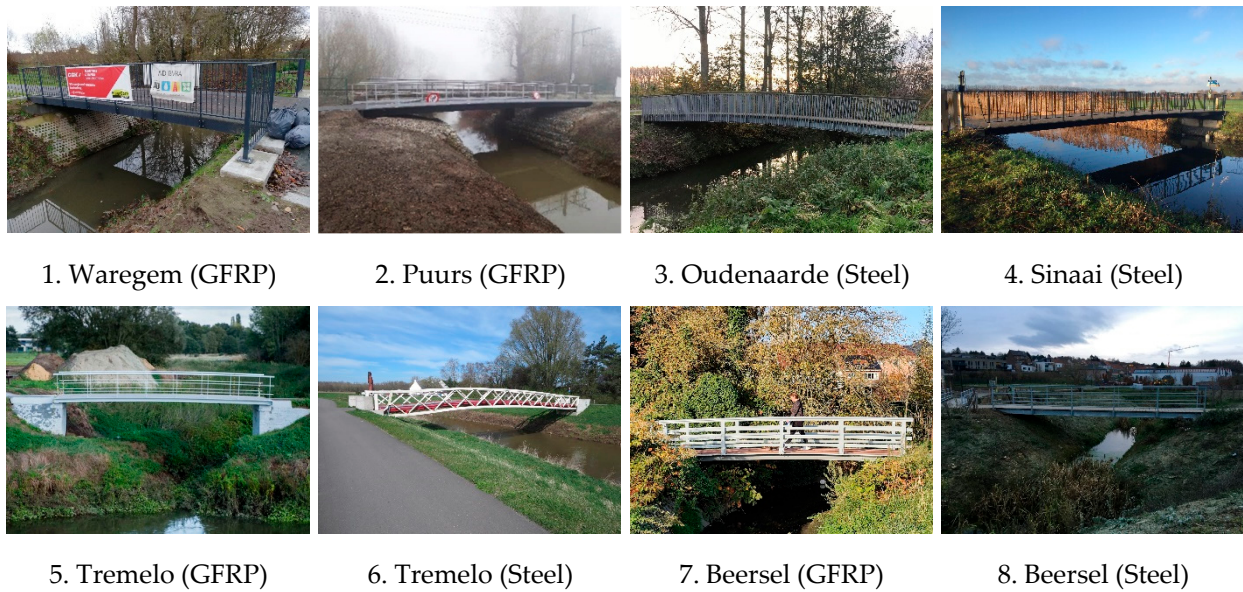 1. Waregem (GFRP)
2. Puurs (GFRP)
3. Oudenaarde (Steel)
4. Sinaai (Steel)
5. Tremelo (GFRP)
6. Tremelo (Steel)
7. Beersel (GFRP)
8. Beersel (Steel)